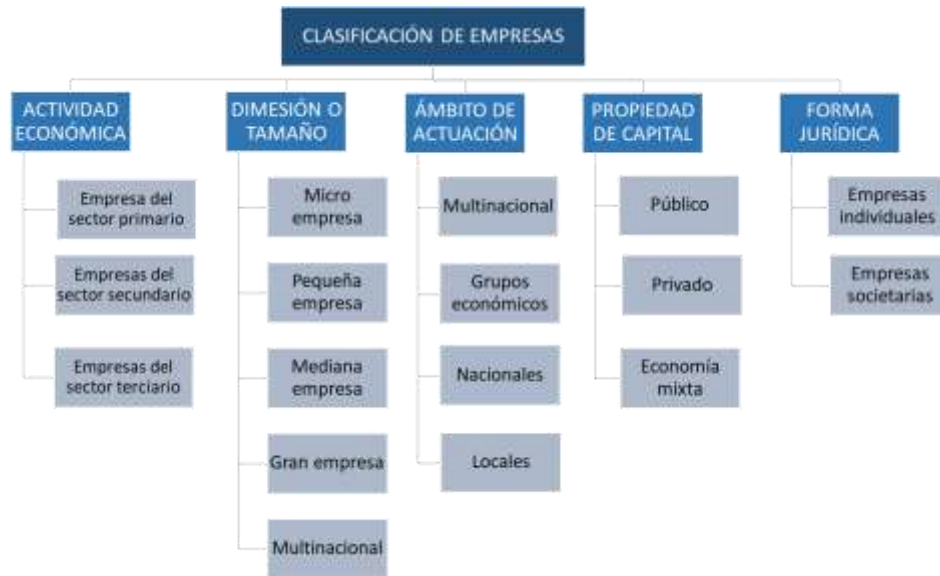 CLASIFICACIÓN DE EMPRESAS
ACTIVIDAD
ECONÓMICA
Empresa del
sector primario
Empresas del
sector secundario
Empresas del
sector terciario
DIMESIÓN O
TAMAÑO
Micro
empresa
Pequeña
empresa
Mediana
empresa
Gran empresa
Multinacional
ÁMBITO DE
ACTUACIÓN
Multinacional
Grupos
económicos
Nacionales
Locales
PROPIEDAD
DE CAPITAL
Público
Privado
Economía
mixta
FORMA
JURÍDICA
Empresas
individuales
Empresas
societarias